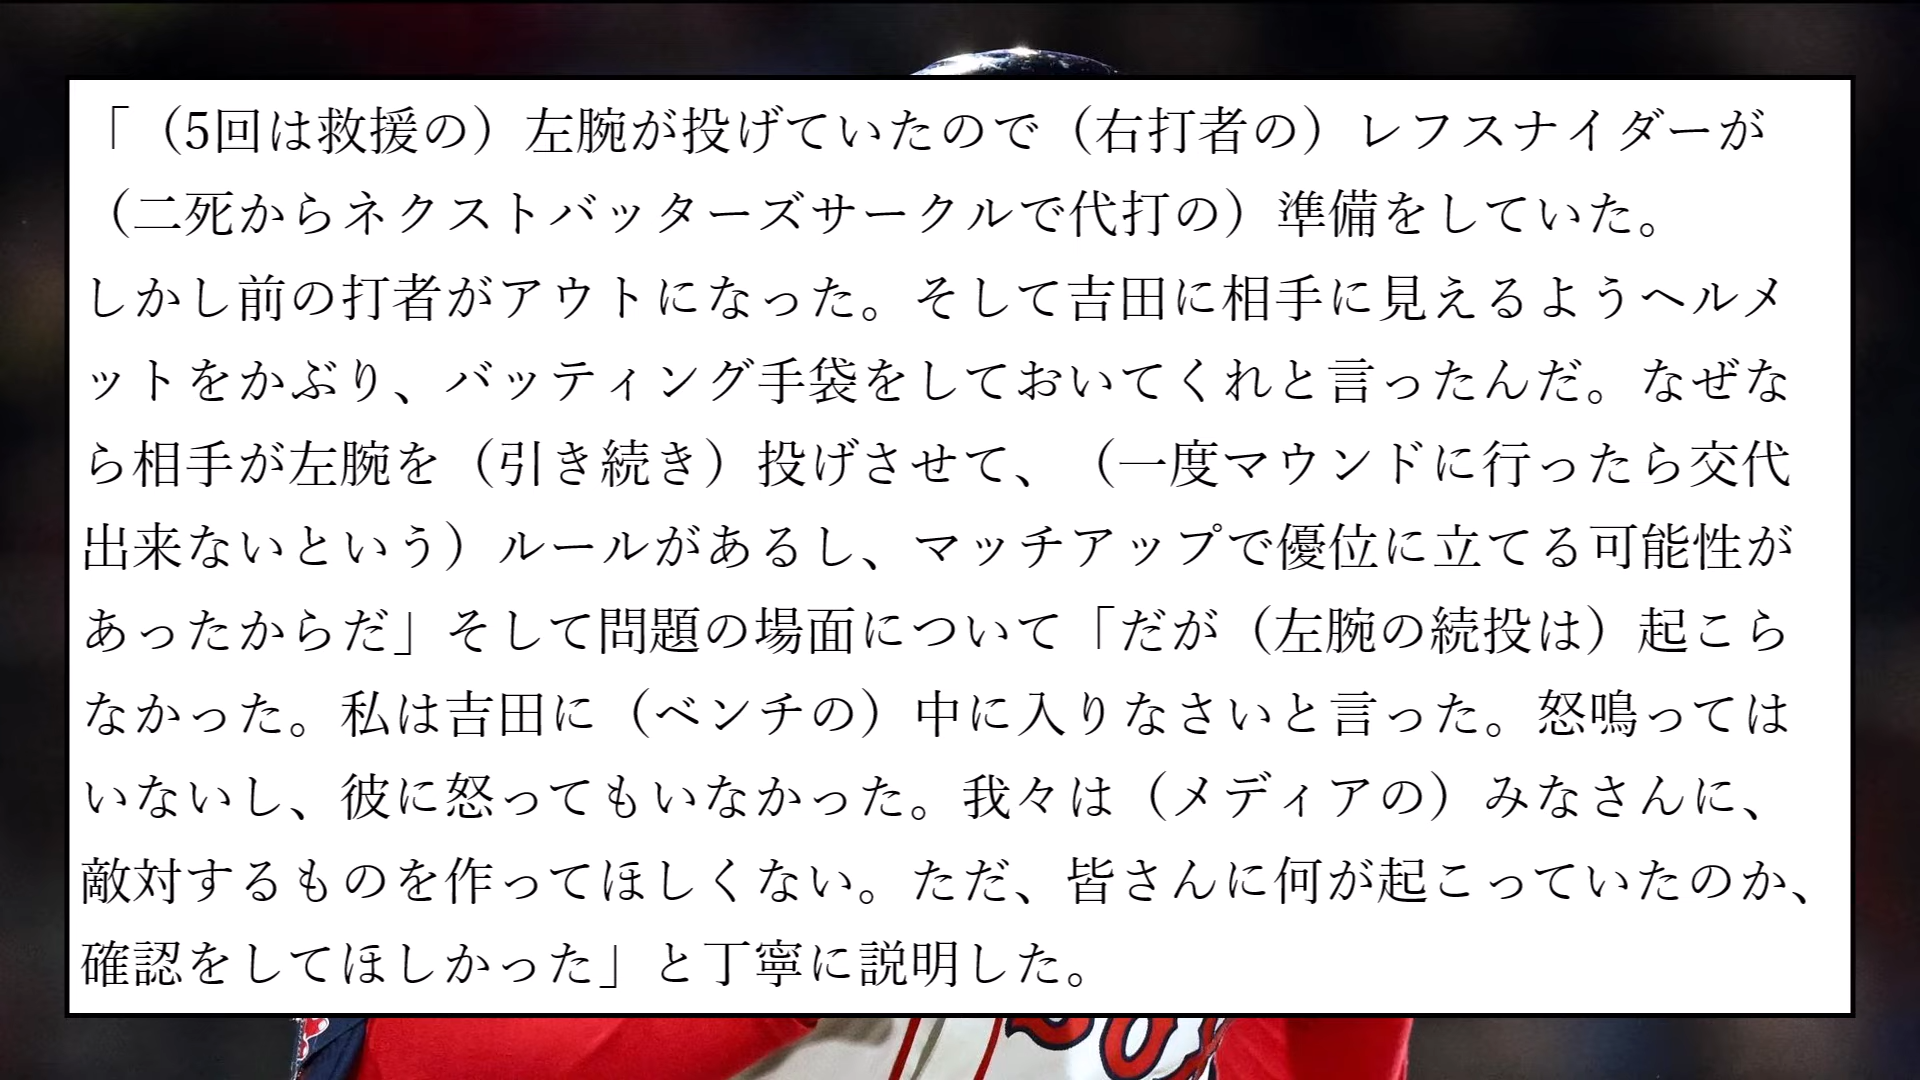 「（5回は救援の）左腕が投げていたので（右打者の）レフスナイダーが
（二死からネクストバッターズサークルで代打の）準備をしていた。
しかし前の打者がアウトになった。そして吉田に相手に見えるようヘルメ
ットをかぶり、バッティング手袋をしておいてくれと言ったんだ。なぜな
ら相手が左腕を（引き続き）投げさせて、（一度マウンドに行ったら交代
出来ないという）ルールがあるし、マッチアップで優位に立てる可能性が
あったからだ」そして問題の場面について「だが（左腕の続投は）起こら
なかった。私は吉田に（ベンチの）中に入りなさいと言った。怒鳴っては
いないし、彼に怒ってもいなかった。我々は（メディアの）みなさんに、
敵対するものを作ってほしくない。ただ、皆さんに何が起こっていたのか、
確認をしてほしかった」と丁寧に説明した。